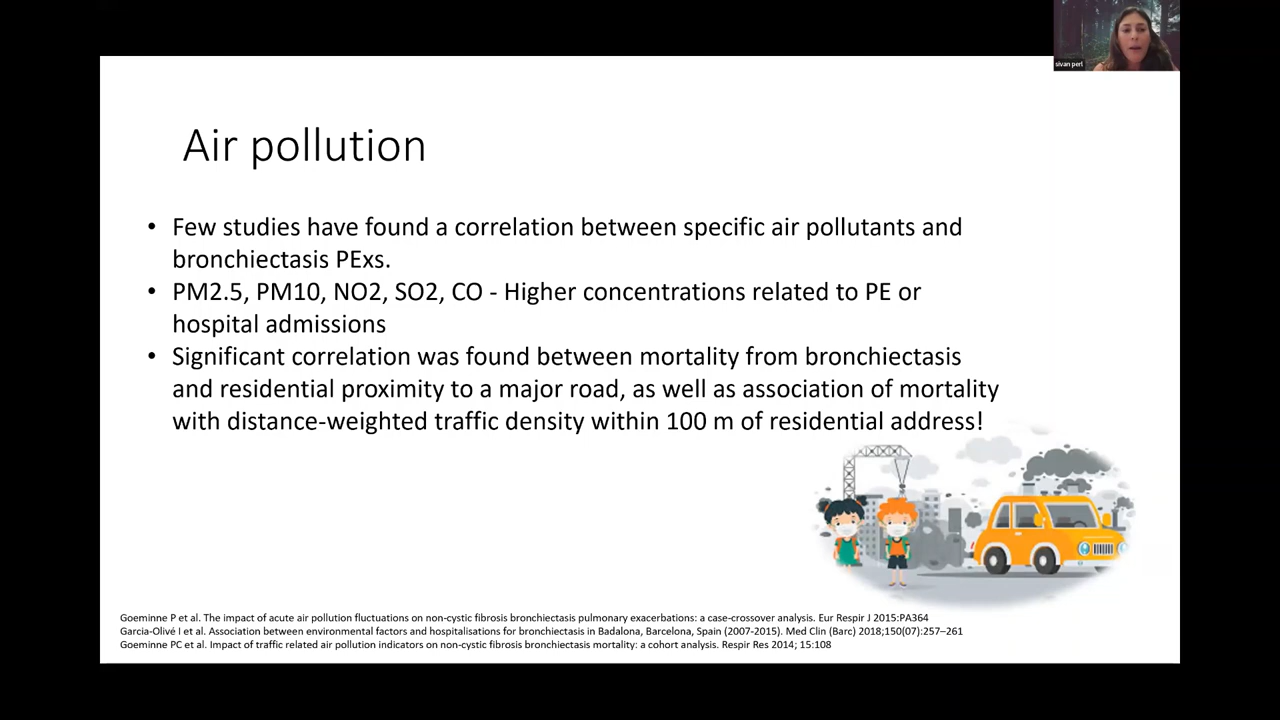 sivan perl
Air pollution
• Few studies have found a correlation between specific air pollutants and
bronchiectasis PExs.
• PM2.5, PM10, NO2, SO2, CO - Higher concentrations related to PE or
hospital admissions
• Significant correlation was found between mortality from bronchiectasis
and residential proximity to a major road, as well as association of mortality
with distance-weighted traffic density within 100 m of residential address!
Goeminne P et al. The impact of acute air pollution fluctuations on non-cystic fibrosis bronchiectasis pulmonary exacerbations: a case-crossover analysis. Eur Respir J 2015:PA364
Garcia-Olivé I et al. Association between environmental factors and hospitalisations for bronchiectasis in Badalona, Barcelona, Spain (2007-2015). Med Clin (Barc) 2018;150(07):257–261
Goeminne PC et al. Impact of traffic related air pollution indicators on non-cystic fibrosis bronchiectasis mortality: a cohort analysis. Respir Res 2014; 15:108